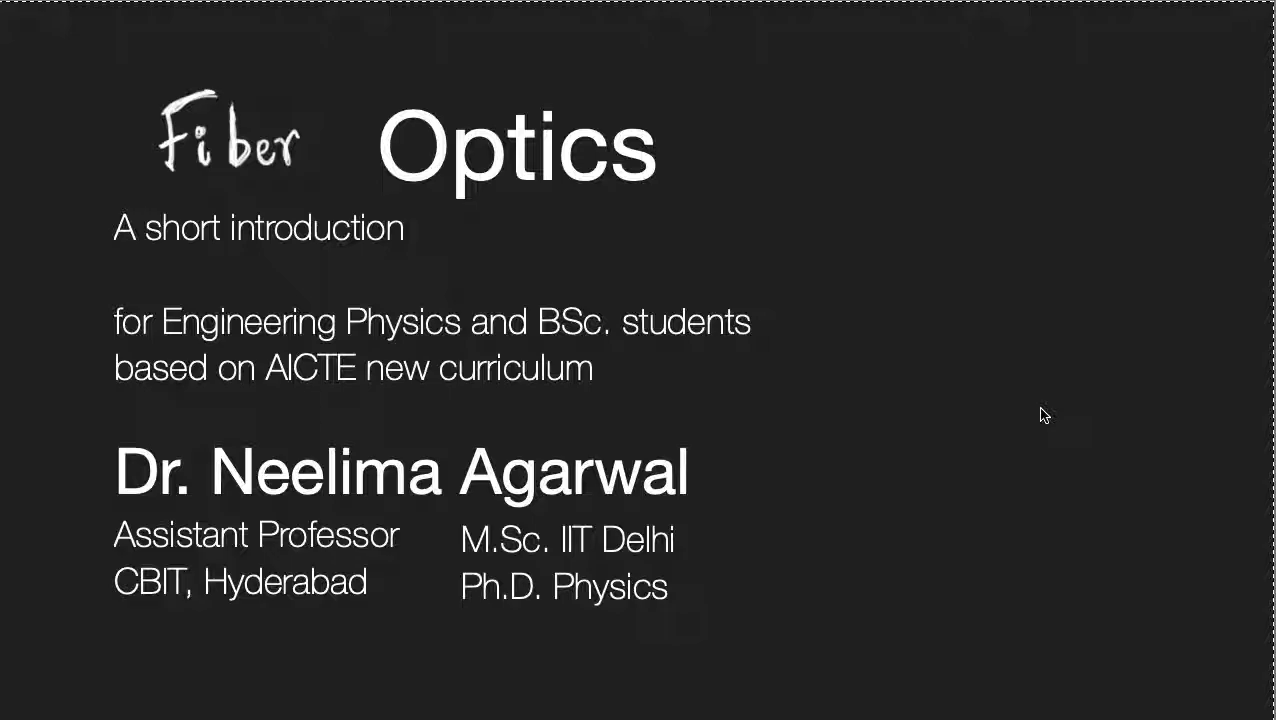 Fiber Optics
A short introduction
for Engineering Physics and BSc. students
based on AICTE new curriculum
Dr. Neelima Agarwal
Assistant Professor
CBIT, Hyderabad
M.Sc. IIT Delhi
Ph.D. Physics